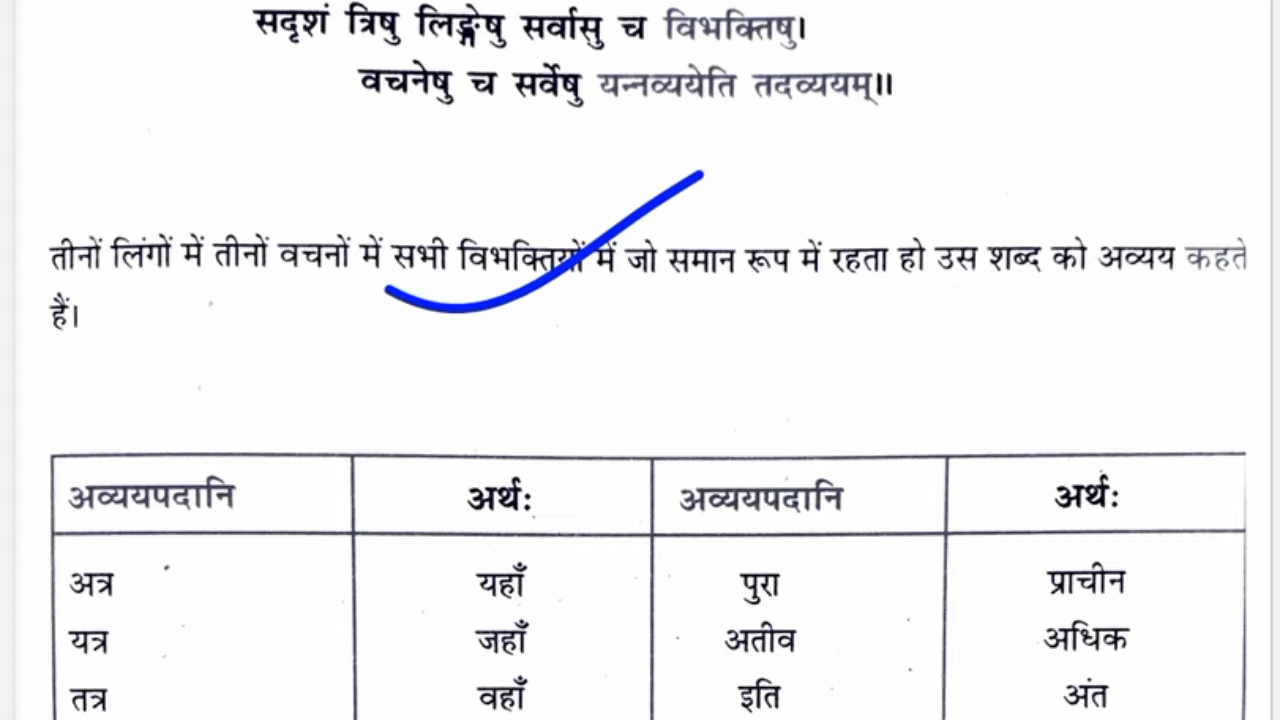 सदृशं त्रिषु लिङ्गेषु सर्वासु च विभक्तिषु।
वचनेषु च सर्वेषु यन्नव्ययेति तदव्ययम्॥
तीनों लिंगों में तीनों वचनों में सभी विभक्तियों में जो समान रूप में रहता हो उस शब्द को अव्यय कहते
हैं।
अव्ययपदानि अर्थः अव्ययपदानि अर्थः
अत्र यहाँ पुरा प्राचीन
यत्र जहाँ अतीव अधिक
तत्र वहाँ इति अंत